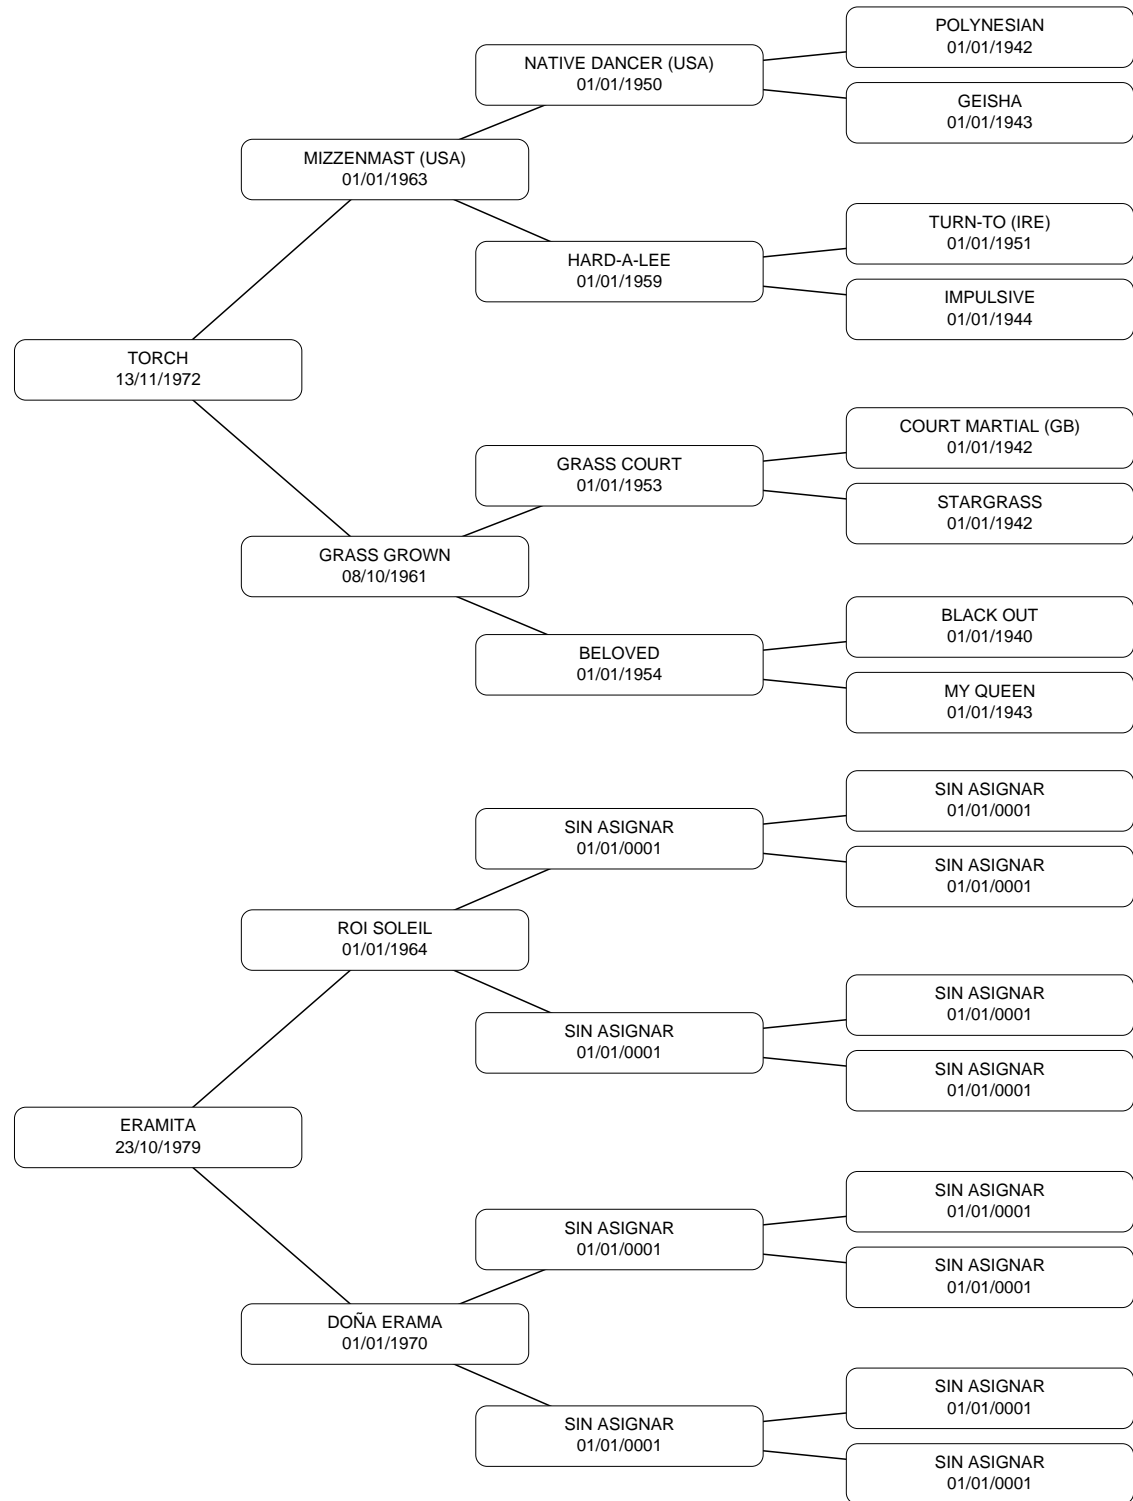 POLYNESIAN
01/01/1942
NATIVE DANCER (USA)
01/01/1950
GEISHA
01/01/1943
MIZZENMAST (USA)
01/01/1963
TURN-TO (IRE)
01/01/1951
HARD-A-LEE
01/01/1959
IMPULSIVE
01/01/1944
TORCH
13/11/1972
COURT MARTIAL (GB)
01/01/1942
GRASS COURT
01/01/1953
STARGRASS
01/01/1942
GRASS GROWN
08/10/1961
BLACK OUT
01/01/1940
BELOVED
01/01/1954
MY QUEEN
01/01/1943
SIN ASIGNAR
01/01/0001
SIN ASIGNAR
01/01/0001
SIN ASIGNAR
01/01/0001
ROI SOLEIL
01/01/1964
SIN ASIGNAR
01/01/0001
SIN ASIGNAR
01/01/0001
SIN ASIGNAR
01/01/0001
ERAMITA
23/10/1979
SIN ASIGNAR
01/01/0001
SIN ASIGNAR
01/01/0001
SIN ASIGNAR
01/01/0001
DOÑA ERAMA
01/01/1970
SIN ASIGNAR
01/01/0001
SIN ASIGNAR
01/01/0001
SIN ASIGNAR
01/01/0001